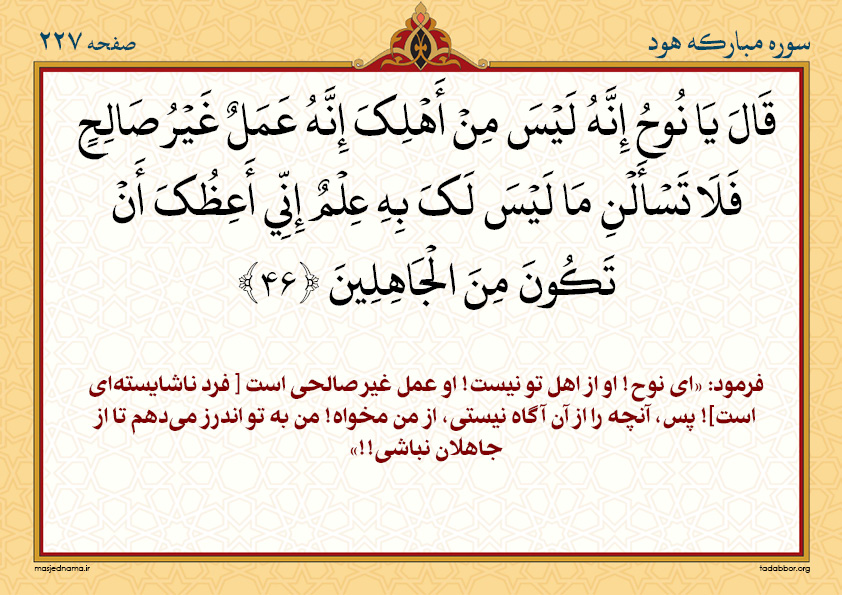 سوره مبارکه هود
صفحه ۲۲۷
قَالَ يَا نُوحُ إِنَّهُ لَيْسَ مِنْ أَهْلِكَ إِنَّهُ عَمَلٌ غَيْرُ صَالِحٍ
فَلَا تَسْأَلْنِ مَا لَيْسَ لَكَ بِهِ عِلْمٌ إِنِّي أَعِظُكَ أَنْ
تَكُونَ مِنَ الْجَاهِلِينَ ﴿۴۶﴾
فرمود: «ای نوح! او از اهل تو نیست! او عمل غیرصالحی است [ فرد ناشایسته‌ای
است]! پس، آنچه را از آن آگاه نیستی، از من مخواه! من به تو اندرز می‌دهم تا از
جاهلان نباشی!!»
masjednama.ir
tadabbor.org